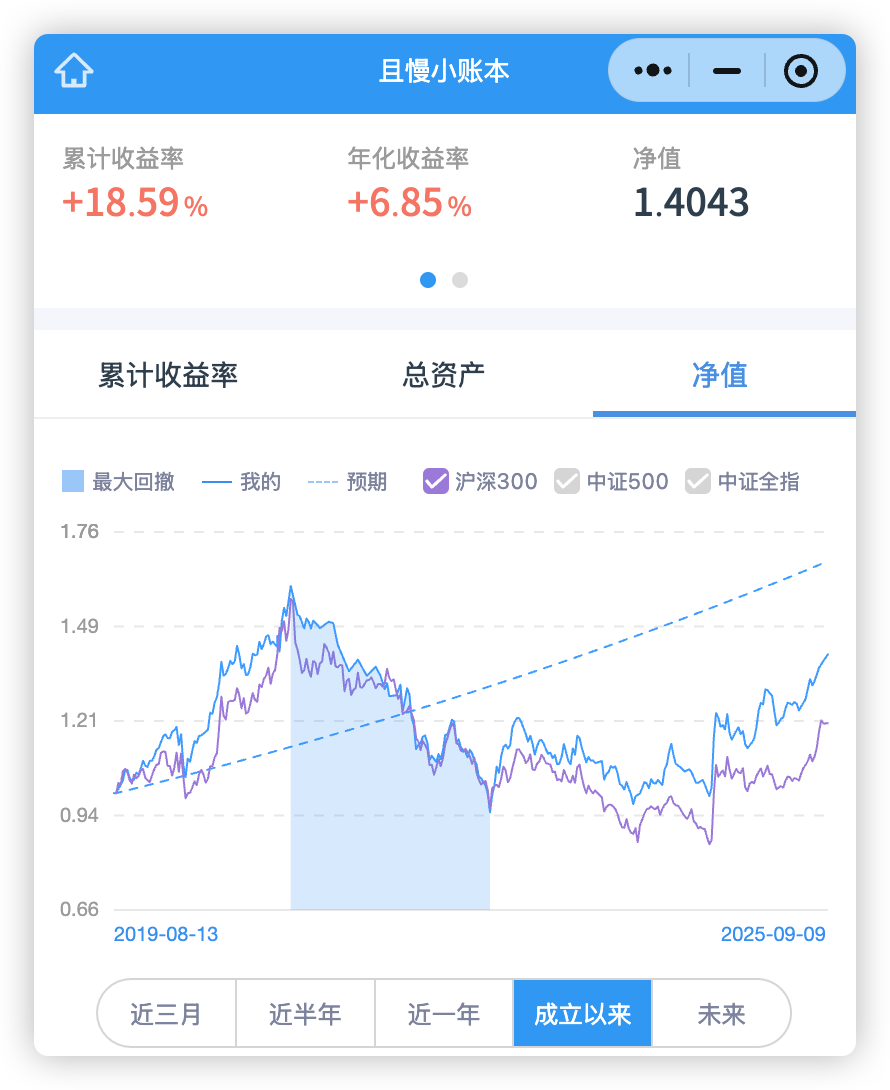 且慢小账本
累计收益率 年化收益率 净值
+18.59% +6.85% 1.4043
累计收益率 总资产 净值
最大回撤 我的 预期 沪深300 中证500 中证全指
1.76
1.49
1.21
0.94
0.66
2019-08-13 2025-09-09
近三月 近半年 近一年 成立以来 未来